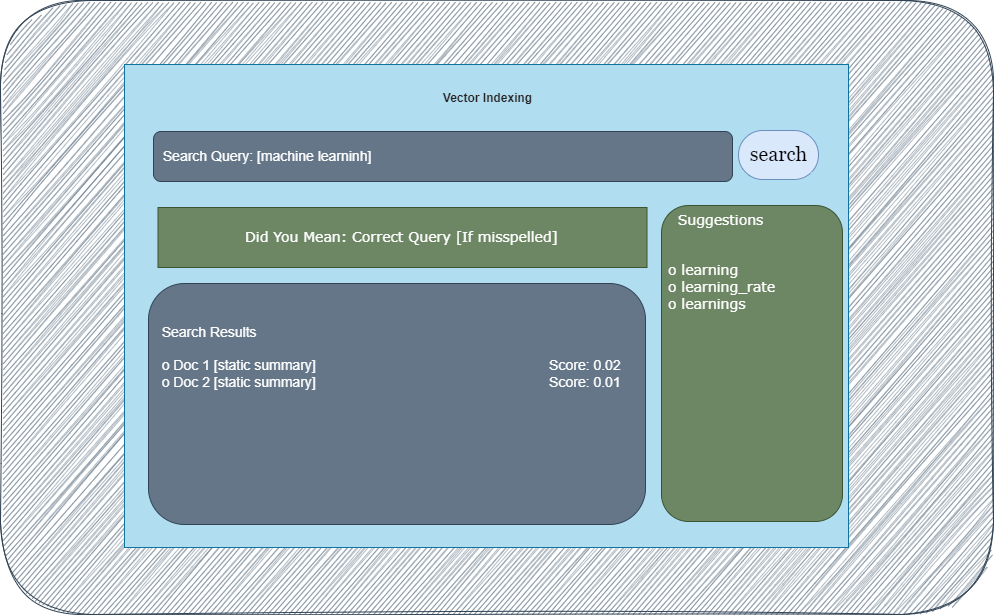 Vector Indexing
Search Query: [machine learninh]
search
Did You Mean: Correct Query [If misspelled]
Suggestions
o learning
o learning_rate
o learnings
Search Results
o Doc 1 [static summary] Score: 0.02
o Doc 2 [static summary] Score: 0.01